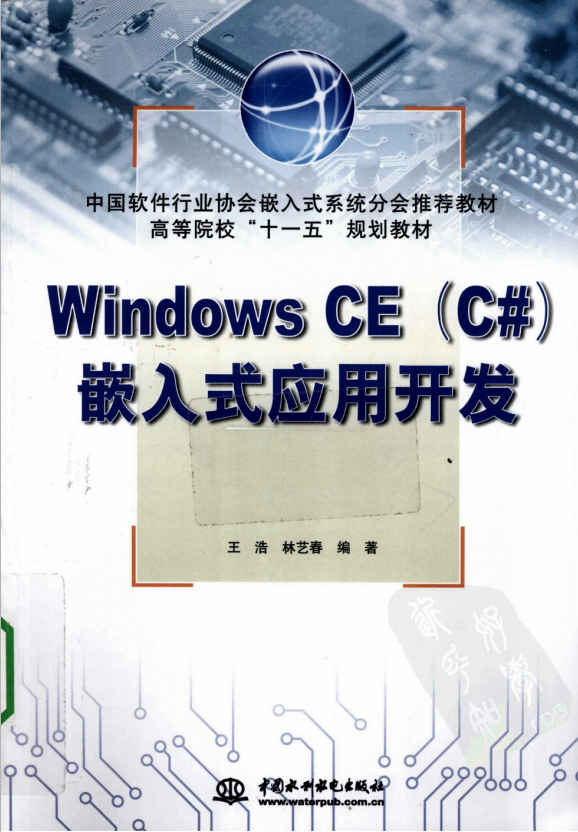 中国软件行业协会嵌入式系统分会推荐教材
高等院校“十一五”规划教材
Windows CE（C#）
嵌入式应用开发
王 浩 林艺春 编 著
中国水利水电出版社
www.waterpub.com.cn